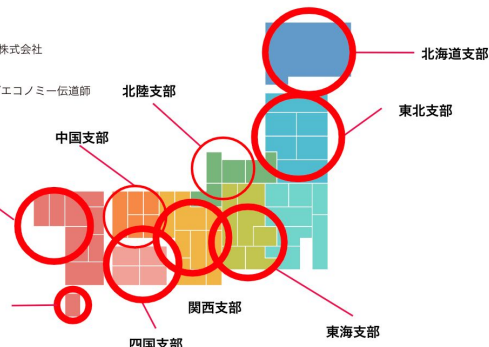 株式会社
北海道支部
エコノミー伝道師
北陸支部
東北支部
中国支部
関西支部
東海支部
四国支部